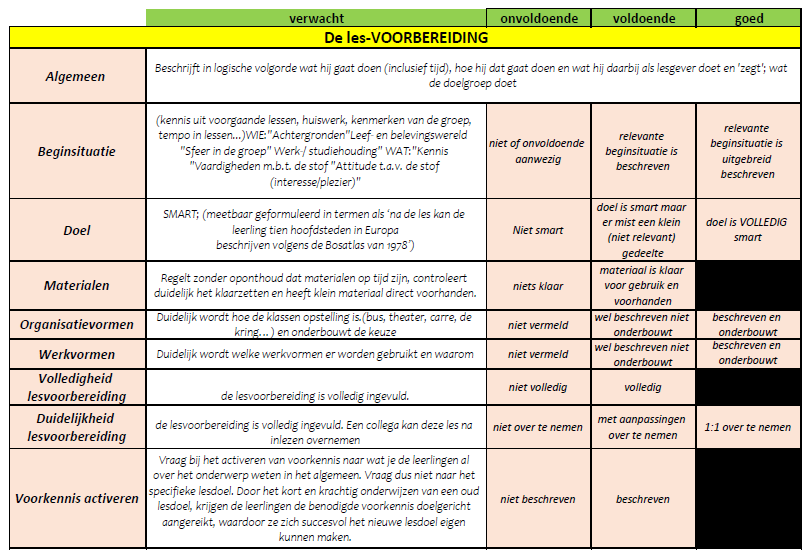 verwacht onvoldoende voldoende goed
De les-VOORBEREIDING
Algemeen
Beschrijft in logische volgorde wat hij gaat doen (inclusief tijd), hoe hij dat gaat doen en wat hij daarbij als lesgever doet en 'zegt'; wat
de doelgroep doet
Beginsituatie
(kennis uit voorgaande lessen, huiswerk, kenmerken van de groep,
tempo in lessen...)WIE:"Achtergronden"Leef- en belevingswereld
"Sfeer in de groep" Werk-/ studiehouding" WAT:"Kennis
"Vaardigheden m.b.t. de stof "Attitude t.a.v. de stof
(interesse/plezier)"
niet of onvoldoende
aanwezig
relevante
beginsituatie is
beschreven
relevante
beginsituatie is
uitgebreid
beschreven
Doel
SMART; (meetbaar geformuleerd in termen als ‘na de les kan de
leerling tien hoofdsteden in Europa
beschrijven volgens de Bosatlas van 1978’)
Niet smart
doel is smart maar
er mist een klein
(niet relevant)
gedeelte
doel is VOLLEDIG
smart
Materialen
Regelt zonder oponthoud dat materialen op tijd zijn, controleert
duidelijk het klaarzetten en heeft klein materiaal direct voorhanden.
niets klaar
materiaal is klaar
voor gebruik en
voorhanden
Organisatievormen
Duidelijk wordt hoe de klassen opstelling is.(bus, theater, carre, de
kring... ) en onderbouwt de keuze
niet vermeld
wel beschreven niet
onderbouwt
beschreven en
onderbouwt
Werkvormen
Duidelijk wordt welke werkvormen er worden gebruikt en waarom
niet vermeld
wel beschreven niet
onderbouwt
beschreven en
onderbouwt
Volledigheid
lesvoorbereiding
de lesvoorbereiding is volledig ingevuld.
niet volledig
volledig
Duidelijkheid
lesvoorbereiding
de lesvoorbereiding is volledig ingevuld. Een collega kan deze les na
inlezen overnemen
niet over te nemen
met aanpassingen
over te nemen
1:1 over te nemen
Voorkennis activeren
Vraag bij het activeren van voorkennis naar wat je de leerlingen al
over het onderwerp weten in het algemeen. Vraag dus niet naar het
specifieke lesdoel. Door het kort en krachtig onderwijzen van een oud
lesdoel, krijgen de leerlingen de benodigde voorkennis doelgericht
aangereikt, waardoor ze zich succesvol het nieuwe lesdoel eigen
kunnen maken.
niet beschreven
beschreven